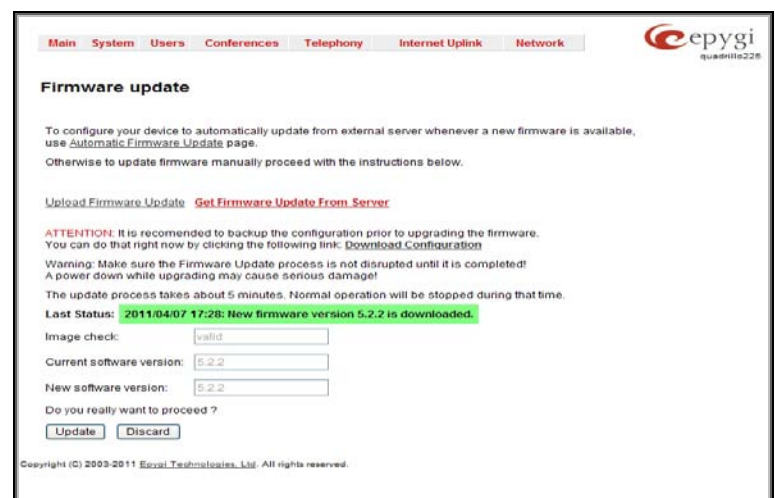 Main System Users Conferences Telephony Internet Uplink Network
epygi
quadrillo225
Firmware update
To configure your device to automatically update from external server whenever a new firmware is available,
use Automatic Firmware Update page.
Otherwise to update firmware manually proceed with the instructions below.
Upload Firmware Update Get Firmware Update From Server
ATTENTION: It is recomended to backup the configuration prior to upgrading the firmware.
You can do that right now by clicking the following link: Download Configuration
Warning: Make sure the Firmware Update process is not disrupted until it is completed!
A power down while upgrading may cause serious damage!
The update process takes about 5 minutes. Normal operation will be stopped during that time.
Last Status: 2011/04/07 17:28: New firmware version 5.2.2 is downloaded.
Image check: valid
Current software version: 5.2.2
New software version: 5.2.2
Do you really want to proceed ?
Update Discard
Copyright (C) 2003-2011 Epygi Technologies, Ltd. All rights reserved.